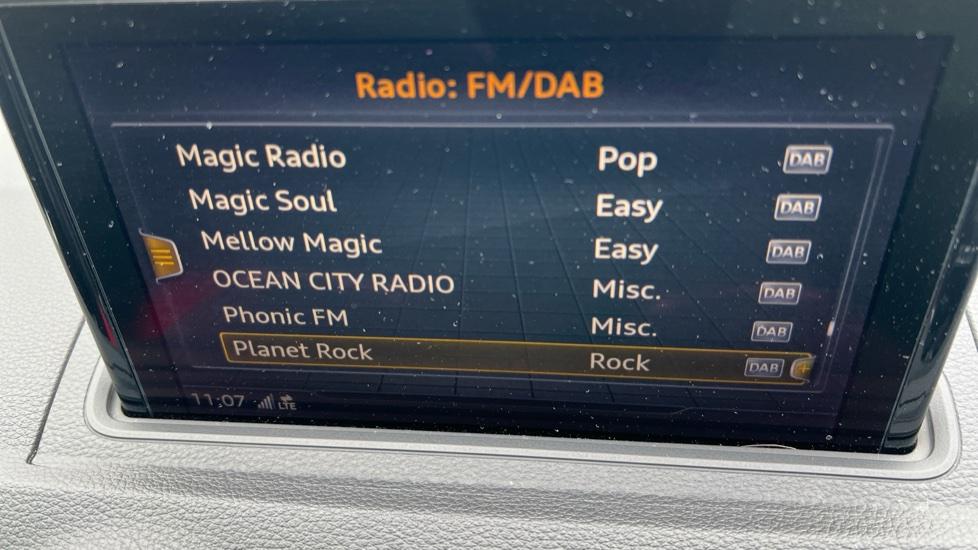 Radio: FM/DAB
Magic Radio Pop DAB
Magic Soul Easy DAB
Mellow Magic Easy DAB
OCEAN CITY RADIO Misc. DAB
Phonic FM Misc. DAB
Planet Rock Rock DAB
11:07 LTE